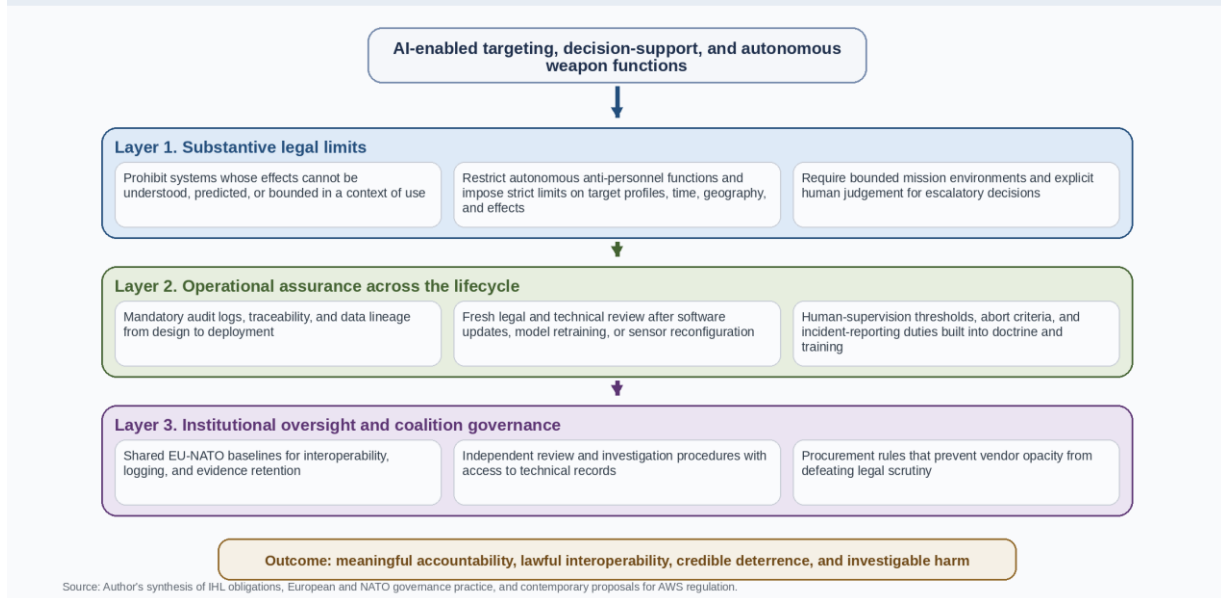 AI-enabled targeting, decision-support, and autonomous
weapon functions
Layer 1. Substantive legal limits
Prohibit systems whose effects cannot be
understood, predicted, or bounded in a context of use
Restrict autonomous anti-personnel functions and
impose strict limits on target profiles, time, geography,
and effects
Require bounded mission environments and explicit
human judgement for escalatory decisions
Layer 2. Operational assurance across the lifecycle
Mandatory audit logs, traceability, and data lineage
from design to deployment
Fresh legal and technical review after software
updates, model retraining, or sensor reconfiguration
Human-supervision thresholds, abort criteria, and
incident-reporting duties built into doctrine and
training
Layer 3. Institutional oversight and coalition governance
Shared EU-NATO baselines for interoperability,
logging, and evidence retention
Independent review and investigation procedures with
access to technical records
Procurement rules that prevent vendor opacity from
defeating legal scrutiny
Outcome: meaningful accountability, lawful interoperability, credible deterrence, and investigable harm
Source: Author's synthesis of IHL obligations, European and NATO governance practice, and contemporary proposals for AWS regulation.